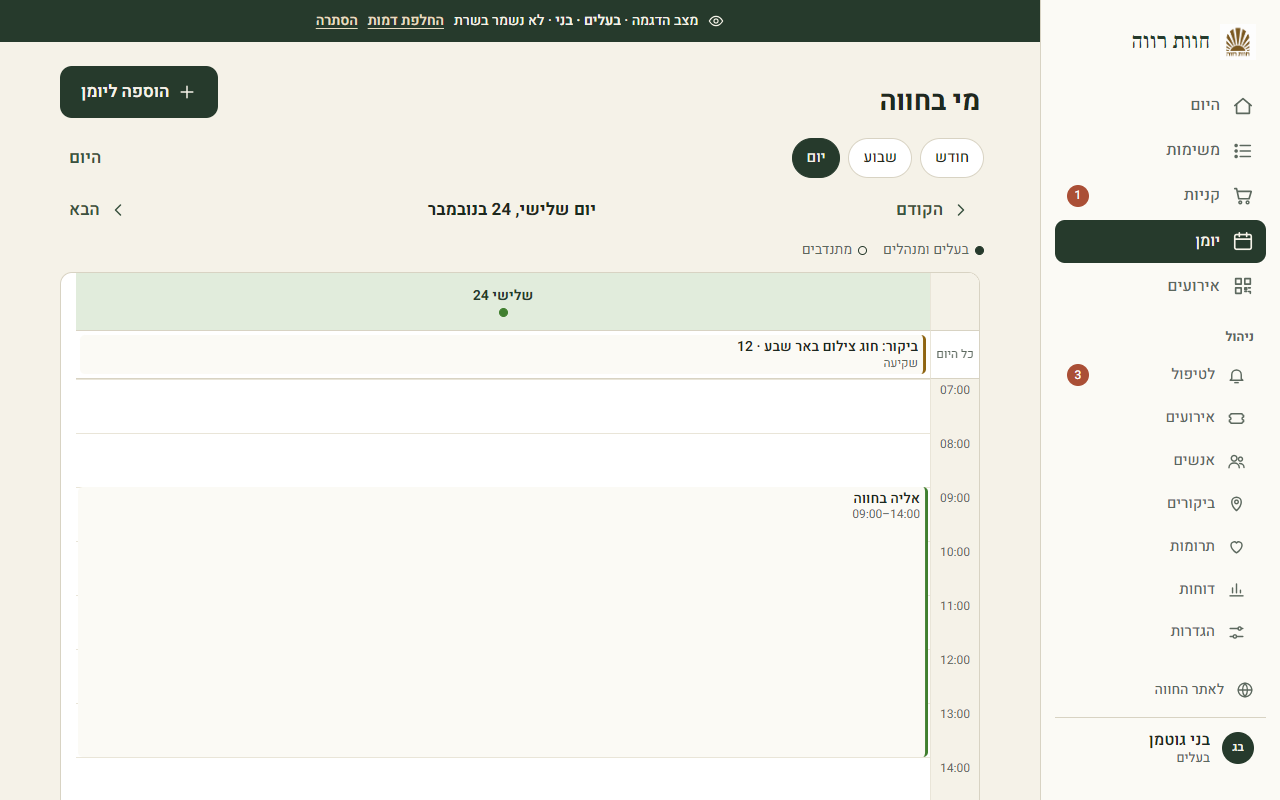 מצב הדגמה · בעלים · בני · לא נשמר בשרת החלפת דמות הסתרה
חוות רווה
היום
משימות
קניות 1
יומן
אירועים
ניהול
לטיפול 3
אירועים
אנשים
ביקורים
תרומות
דוחות
הגדרות
לאתר החווה
בג
בני גוטמן
בעלים
מי בחווה
הוספה ליומן
חודש שבוע יום
היום
הקודם
יום שלישי, 24 בנובמבר
הבא
בעלים ומנהלים מתנדבים
שלישי 24
כל היום
ביקור: חוג צילום באר שבע · 12
שקיעה
07:00
08:00
09:00
אליה בחווה
09:00–14:00
10:00
11:00
12:00
13:00
14:00